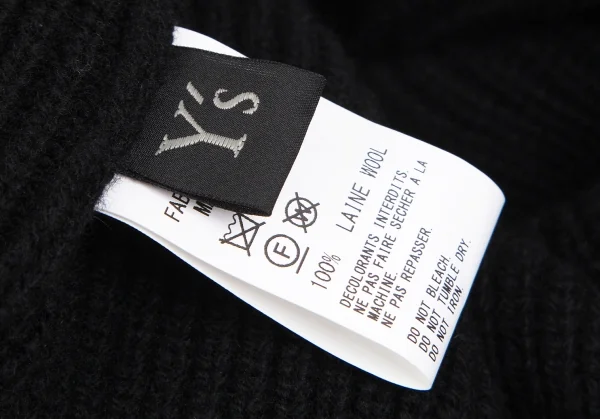 Y's
FAB
M
W
F
100% LAINE WOOL
DECOLORANTS INTERDITS.
NE PAS FAIRE SECHER A LA
MACHINE
NE PAS REPASSER.
DO NOT BLEACH.
DO NOT TUMBLE DRY.
DO NOT IRON.